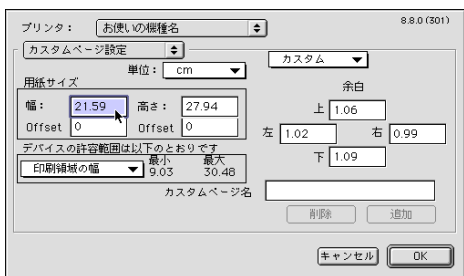 プリンタ： お使いの機種名
8.8.0 (301)
カスタムページ設定
単位： cm
カスタム
用紙サイズ
幅： 21.59 高さ： 27.94
Offset 0 Offset 0
余白
上 1.06
左 1.02 右 0.99
下 1.09
デバイスの許容範囲は以下のとおりです
印刷領域の幅 最小 9.03 最大 30.48
カスタムページ名
削除 追加
キャンセル OK